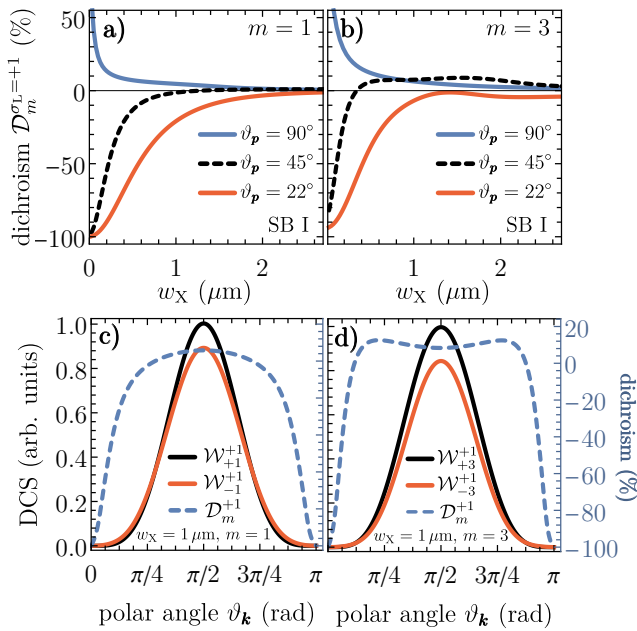 dichroism 𝒟ₘ^{σ_L=+1} (%)
50
0
−50
−100
a) m = 1
ϑ_p = 90°
ϑ_p = 45°
ϑ_p = 22°
SB I
0 1 2
w_X (μm)
b) m = 3
ϑ_p = 90°
ϑ_p = 45°
ϑ_p = 22°
SB I
0 1 2
w_X (μm)
DCS (arb. units)
1.0
0.8
0.6
0.4
0.2
0.0
c)
𝒲_{+1}^{+1}
𝒲_{−1}^{+1}
𝒟_m^{+1}
w_X = 1 μm, m = 1
0 π/4 π/2 3π/4 π
polar angle ϑ_k (rad)
d)
𝒲_{+3}^{+1}
𝒲_{−3}^{+1}
𝒟_m^{+1}
w_X = 1 μm, m = 3
π/4 π/2 3π/4 π
polar angle ϑ_k (rad)
20
0
−20
−40
−60
−80
−100
dichroism (%)